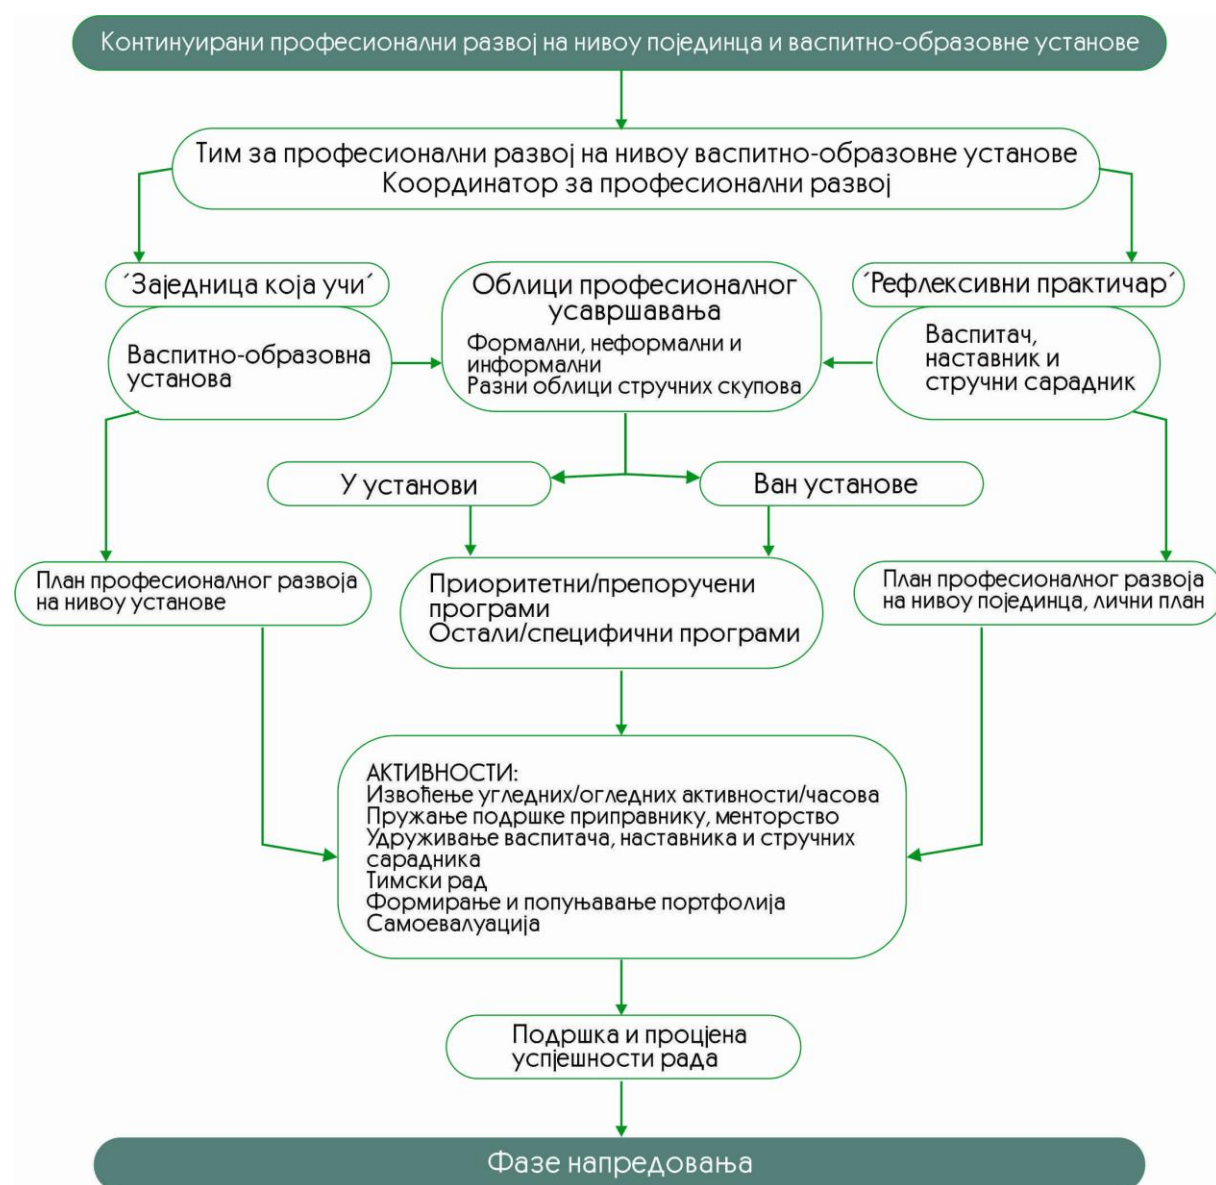 Континуирани професионални развој на нивоу појединца и васпитно-образовне установе
Тим за професионални развој на нивоу васпитно-образовне установе
Координатор за професионални развој
´Заједница која учи´
Васпитно-образовна
установа
Облици професионалног
усавршавања
Формални, неформални и
информални
Разни облици стручних скупова
´Рефлексивни практичар´
Васпитач,
наставник и
стручни сарадник
У установи
Ван установе
План професионалног развоја
на нивоу установе
Приоритетни/препоручени
програми
Остали/специфични програми
План професионалног развоја
на нивоу појединца, лични план
АКТИВНОСТИ:
Извођење угледних/огледних активности/часова
Пружање подршке приправнику, менторство
Удруживање васпитача, наставника и стручних
сарадника
Тимски рад
Формирање и попуњавање портфолија
Самоевалуација
Подршка и процјена
успјешности рада
Фазе напредовања